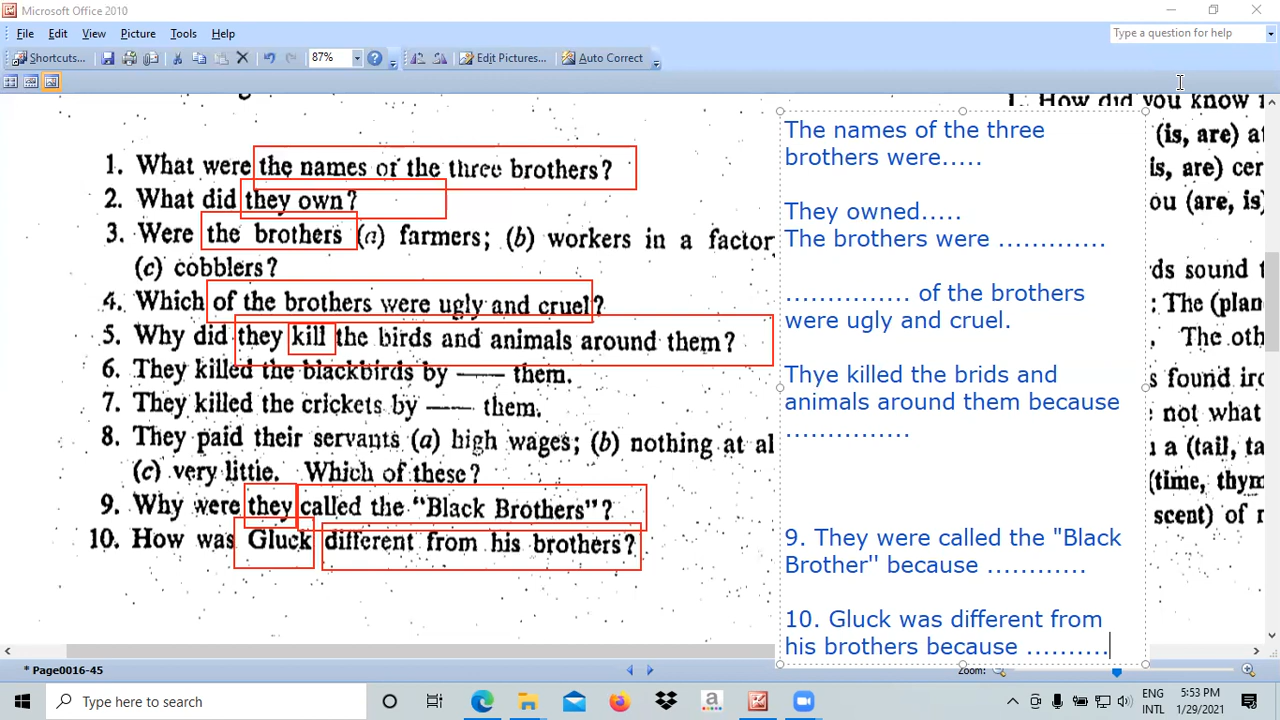 Microsoft Office 2010
File Edit View Picture Tools Help
Type a question for help
Shortcuts... 87% Edit Pictures... Auto Correct
1. How did you know
1. What were the names of the three brothers?
2. What did they own?
3. Were the brothers (a) farmers; (b) workers in a factor
(c) cobblers?
4. Which of the brothers were ugly and cruel?
5. Why did they kill the birds and animals around them?
6. They killed the blackbirds by —— them.
7. They killed the crickets by —— them.
8. They paid their servants (a) high wages; (b) nothing at al
(c) very little. Which of these?
9. Why were they called the "Black Brothers"?
10. How was Gluck different from his brothers?
The names of the three
brothers were.....
They owned.....
The brothers were .............
............... of the brothers
were ugly and cruel.
Thye killed the brids and
animals around them because
...............
9. They were called the "Black
Brother" because ............
10. Gluck was different from
his brothers because ..........
(is, are) at
is, are) cer
ou (are, is)
rds sound
; The (plan
The oth
s found iro
not what
a (tail, ta
(time, thym
scent) of
* Page0016-45
Zoom:
Type here to search
ENG
INTL
5:53 PM
1/29/2021